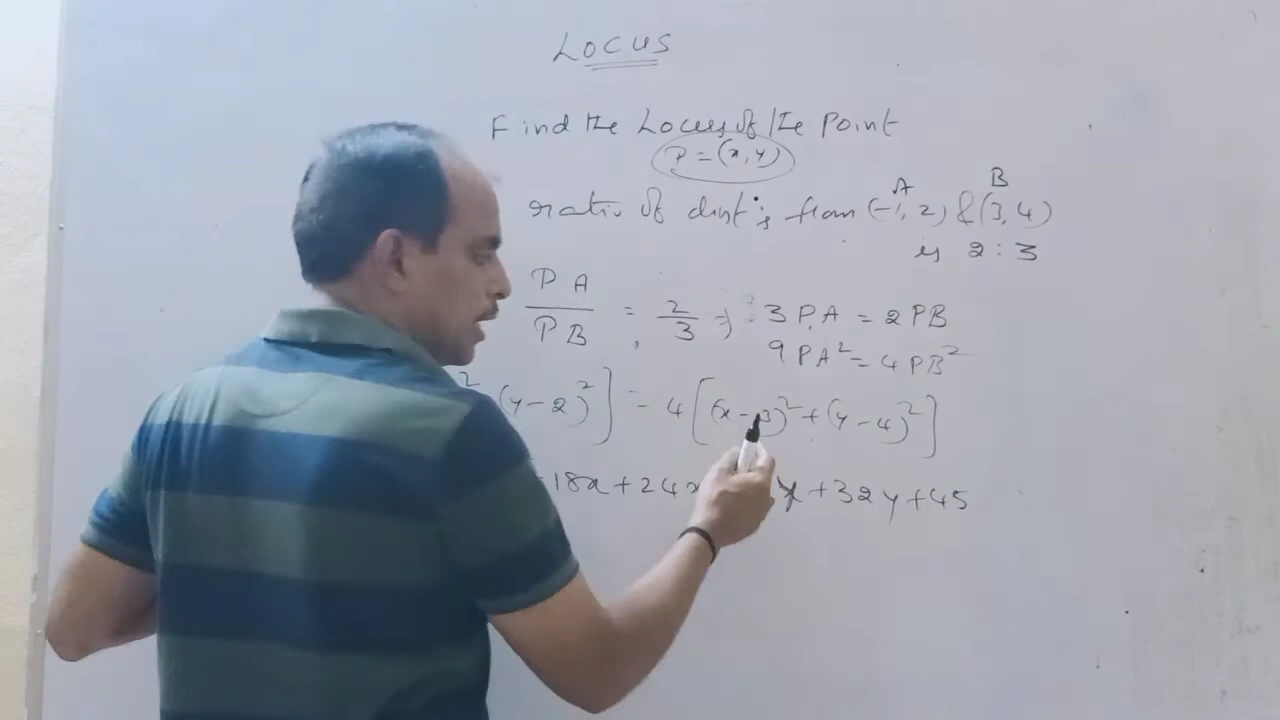 LOCUS
Find the Locus of the Point
P = (x, y)
A B
ratio of dist's from (-1, 2) & (3, 4)
is 2 : 3
PA/PB = 2/3 => 3PA = 2PB
9PA² = 4PB²
² (y-2)²] = 4[(x-3)² + (y-4)²]
-18x+24x y+32y+45